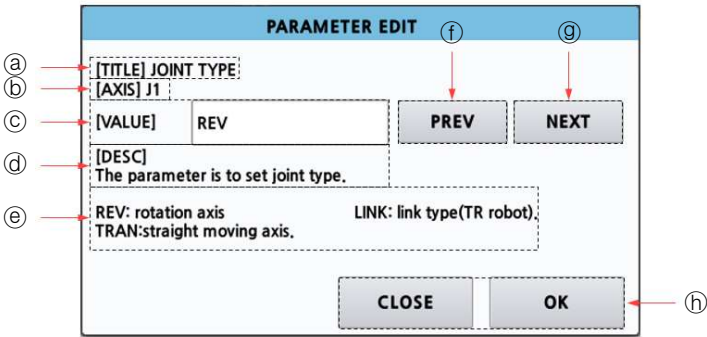 PARAMETER EDIT
ⓕ ⓖ
ⓐ [TITLE] JOINT TYPE
ⓑ [AXIS] J1
ⓒ [VALUE] REV PREV NEXT
ⓓ [DESC]
The parameter is to set joint type.
ⓔ REV: rotation axis LINK: link type(TR robot).
TRAN:straight moving axis.
CLOSE OK ⓗ